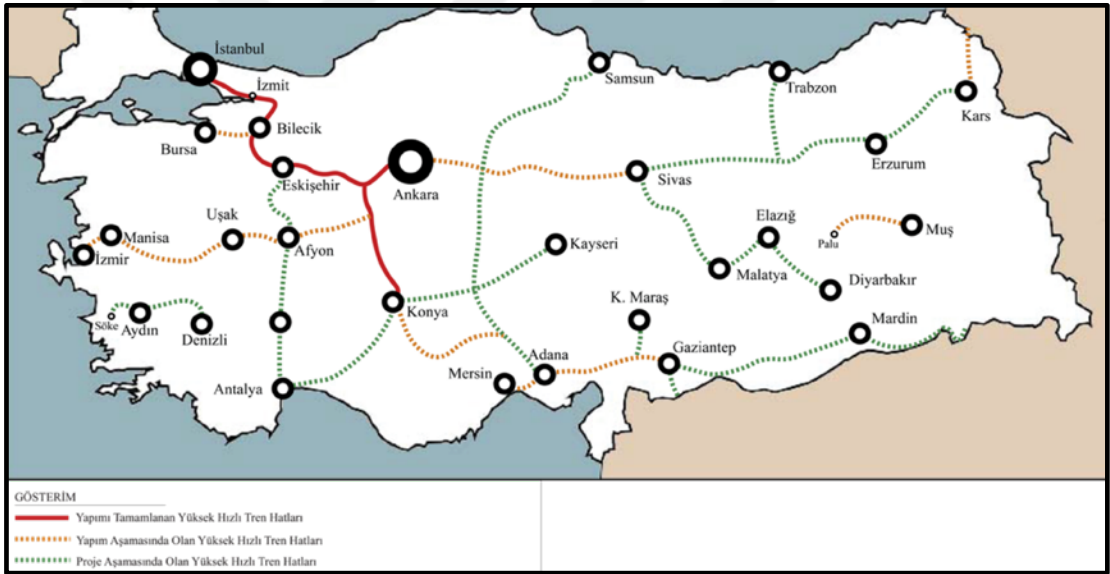 İstanbul
İzmit
Samsun
Trabzon
Kars
Bilecik
Bursa
Erzurum
Eskişehir
Ankara
Sivas
Uşak
Elazığ
Manisa
Afyon
Kayseri
Palu
Muş
İzmir
Malatya
Diyarbakır
Konya
K. Maraş
Söke
Aydın
Denizli
Mardin
Gaziantep
Adana
Mersin
Antalya
GÖSTERİM
Yapımı Tamamlanan Yüksek Hızlı Tren Hatları
Yapım Aşamasında Olan Yüksek Hızlı Tren Hatları
Proje Aşamasında Olan Yüksek Hızlı Tren Hatları